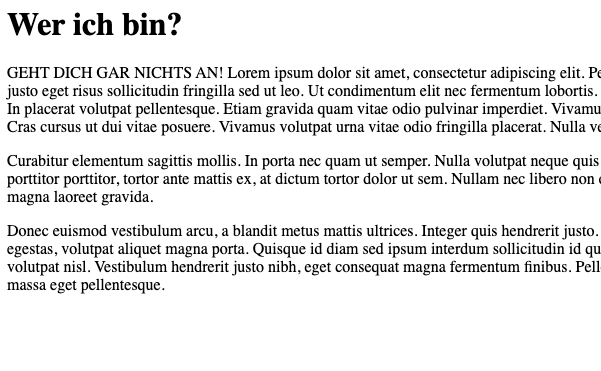 Wer ich bin?
GEHT DICH GAR NICHTS AN! Lorem ipsum dolor sit amet, consectetur adipiscing elit. Pe
justo eget risus sollicitudin fringilla sed ut leo. Ut condimentum elit nec fermentum lobortis.
In placerat volutpat pellentesque. Etiam gravida quam vitae odio pulvinar imperdiet. Vivamu
Cras cursus ut dui vitae posuere. Vivamus volutpat urna vitae odio fringilla placerat. Nulla ve
Curabitur elementum sagittis mollis. In porta nec quam ut semper. Nulla volutpat neque quis
porttitor porttitor, tortor ante mattis ex, at dictum tortor dolor ut sem. Nullam nec libero non
magna laoreet gravida.
Donec euismod vestibulum arcu, a blandit metus mattis ultrices. Integer quis hendrerit justo.
egestas, volutpat aliquet magna porta. Quisque id diam sed ipsum interdum sollicitudin id qu
volutpat nisl. Vestibulum hendrerit justo nibh, eget consequat magna fermentum finibus. Pell
massa eget pellentesque.